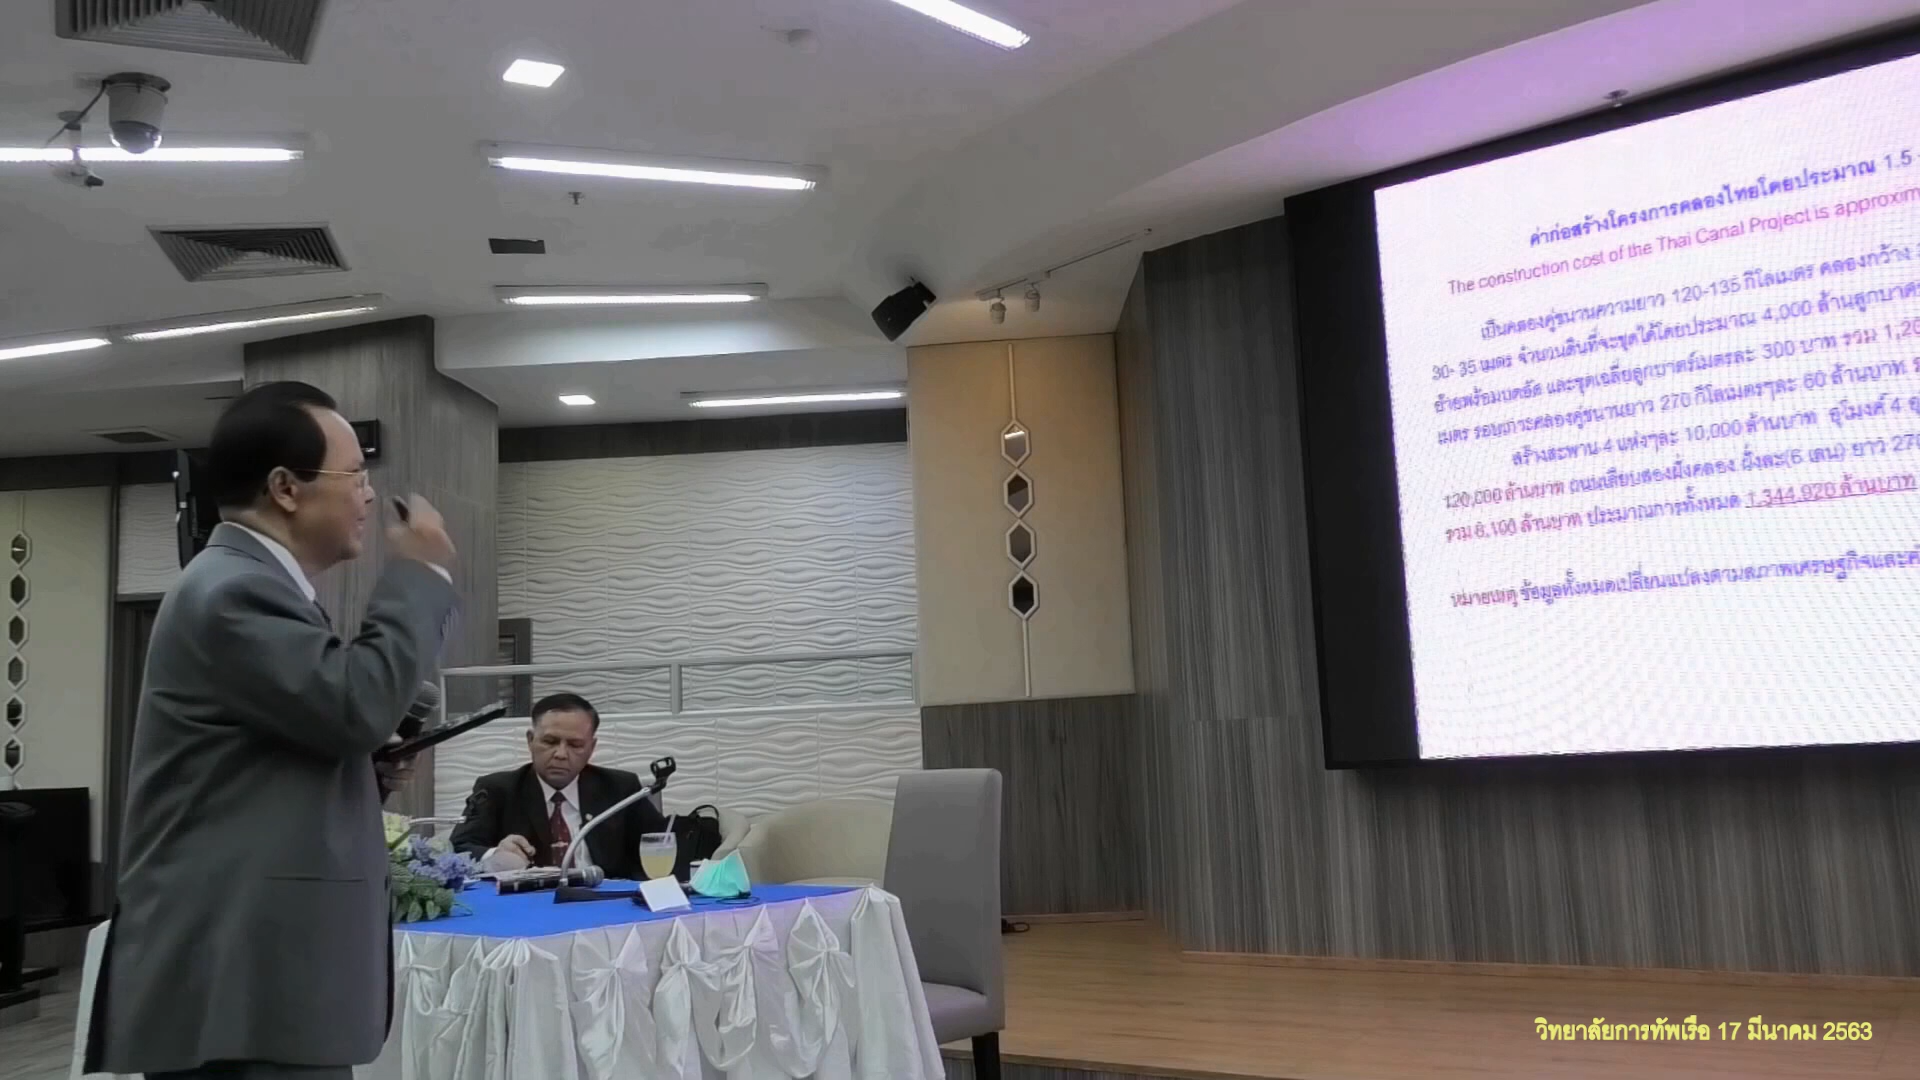 ค่าก่อสร้างโครงการคลองไทยโดยประมาณ 1.5
The construction cost of the Thai Canal Project is approxim
เป็นคลองคู่ขนานความยาว 120-135 กิโลเมตร คลองกว้าง
30-35 เมตร จำนวนดินที่จะขุดได้โดยประมาณ 4,000 ล้านลูกบาศ
ย้ายพร้อมบดอัด และขุดเฉลี่ยลูกบาตร์เมตรละ 300 บาท รวม 1,20
เมตร รอบเกาะคลองคู่ขนานยาว 270 กิโลเมตรๆละ 60 ล้านบาท
สร้างสะพาน 4 แห่งๆละ 10,000 ล้านบาท อุโมงค์ 4
120,000 ล้านบาท ถนนเลียบสองฝั่งคลอง ฝั่งละ(6 เลน) ยาว 270
รวม 8,100 ล้านบาท ประมาณการทั้งหมด 1,344,920 ล้านบาท
หมายเหตุ ข้อมูลทั้งหมดเปลี่ยนแปลงตามสภาพเศรษฐกิจและ
วิทยาลัยการทัพเรือ 17 มีนาคม 2563